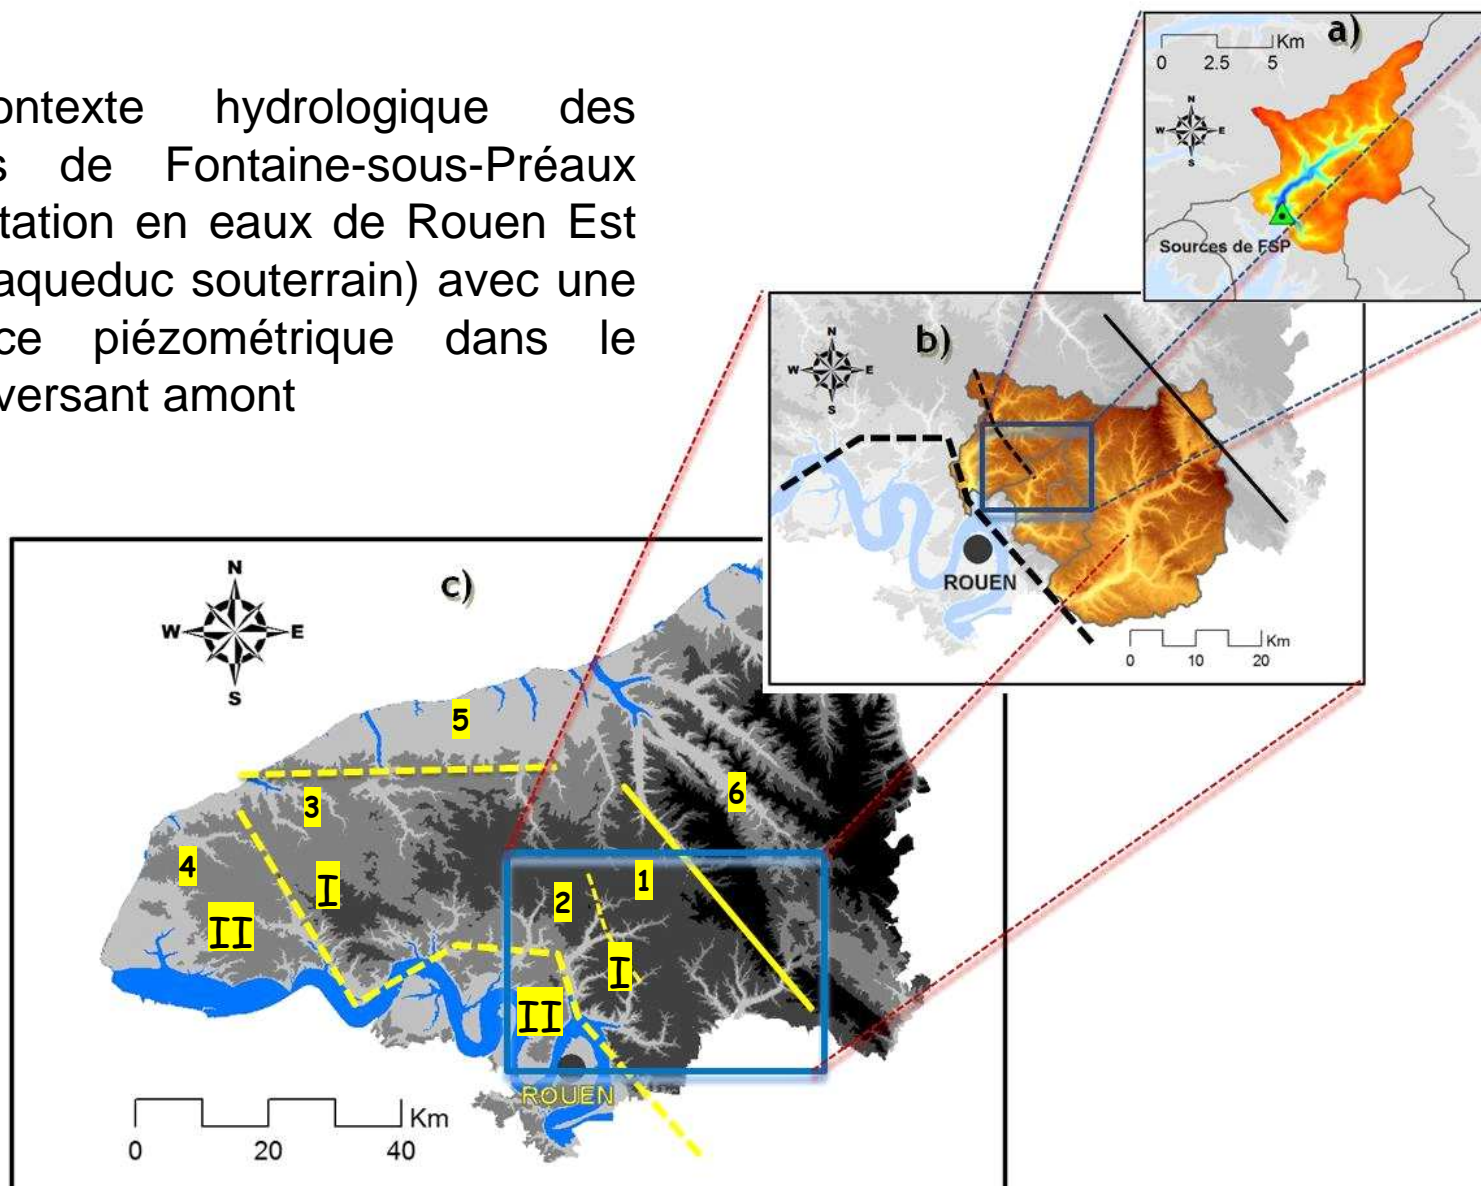 ontexte hydrologique des
s de Fontaine-sous-Préaux
tation en eaux de Rouen Est
aqueduc souterrain) avec une
ce piézométrique dans le
versant amont
a)
Km
0 2.5 5
N
W E
S
Sources de FSP
b)
N
W E
S
ROUEN
Km
0 10 20
c)
N
W E
S
5
3
6
4
I
1
2
II
I
II
ROUEN
Km
0 20 40